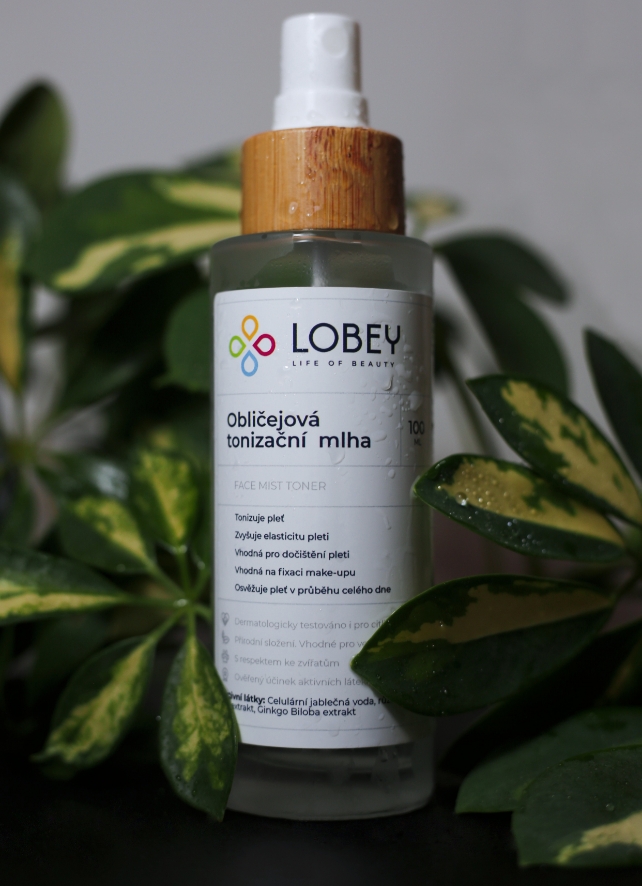 LOBEY
LIFE OF BEAUTY
Obličejová
tonizační mlha
100
ML
FACE MIST TONER
Tonizuje pleť
Zvyšuje elasticitu pleti
Vhodná pro dočištění pleti
Vhodná na fixaci make-upu
Osvěžuje pleť v průběhu celého dne
Dermatologicky testováno i pro
Přírodní složení. Vhodné pro
S respektem ke zvířatům
Ověřený účinek aktivních
látky: Celulární jablečná voda,
extrakt, Ginkgo Biloba extrakt